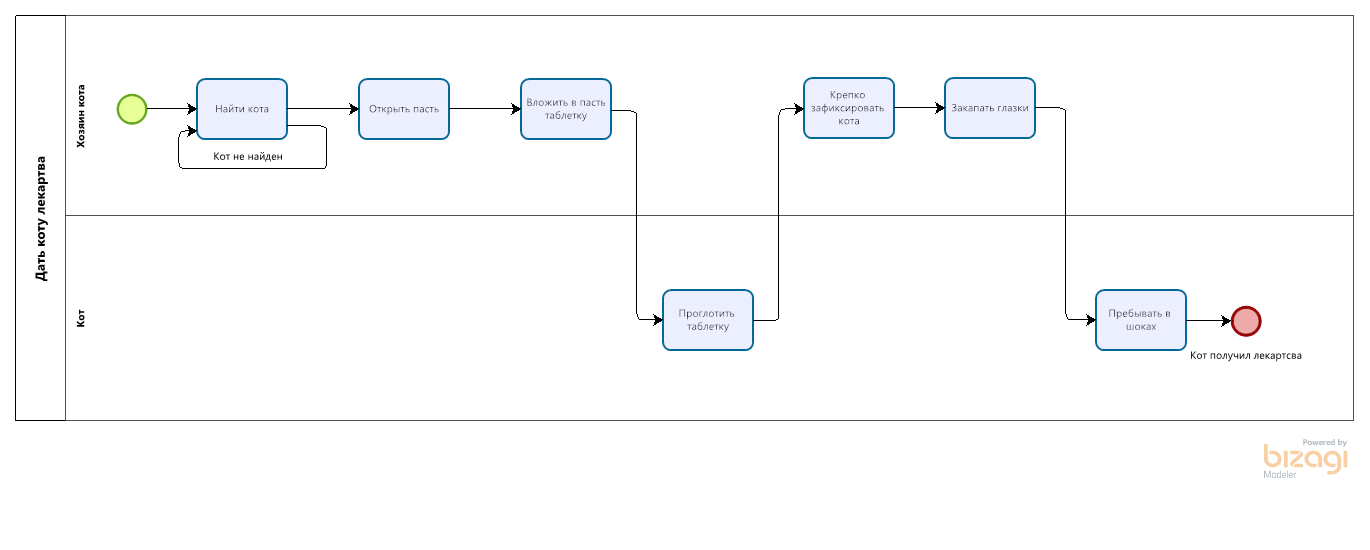 Дать коту лекартва
Хозяин кота
Найти кота
Кот не найден
Открыть пасть
Вложить в пасть
таблетку
Крепко
зафиксировать
кота
Закапать глазки
Кот
Проглотить
таблетку
Пребывать в
шоках
Кот получил лекартсва
Powered by
bizagi
Modeler